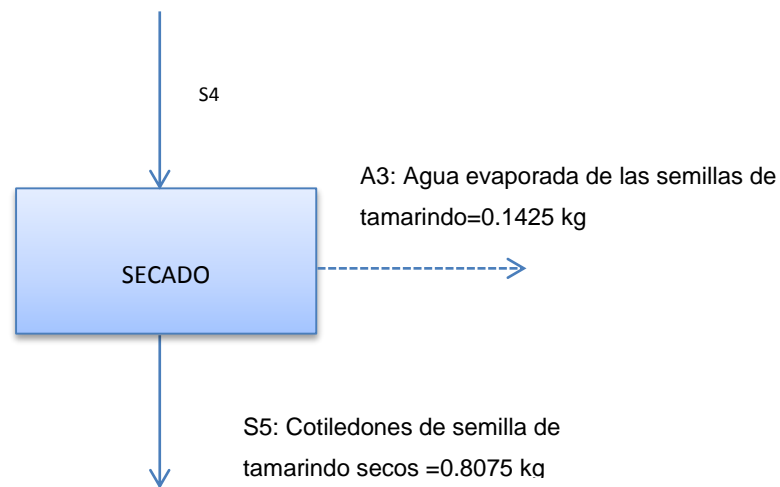 S4
A3: Agua evaporada de las semillas de
tamarindo=0.1425 kg
SECADO
S5: Cotiledones de semilla de
tamarindo secos =0.8075 kg